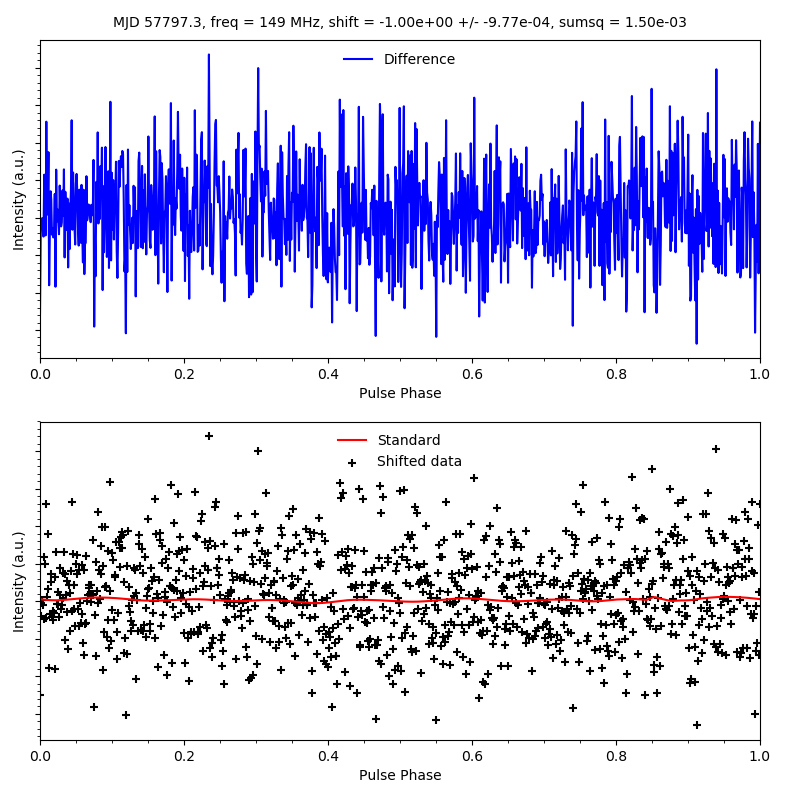 MJD 57797.3, freq = 149 MHz, shift = -1.00e+00 +/- -9.77e-04, sumsq = 1.50e-03
Difference
Intensity (a.u.)
0.0 0.2 0.4 0.6 0.8 1.0
Pulse Phase
Standard
Shifted data
Intensity (a.u.)
0.0 0.2 0.4 0.6 0.8 1.0
Pulse Phase